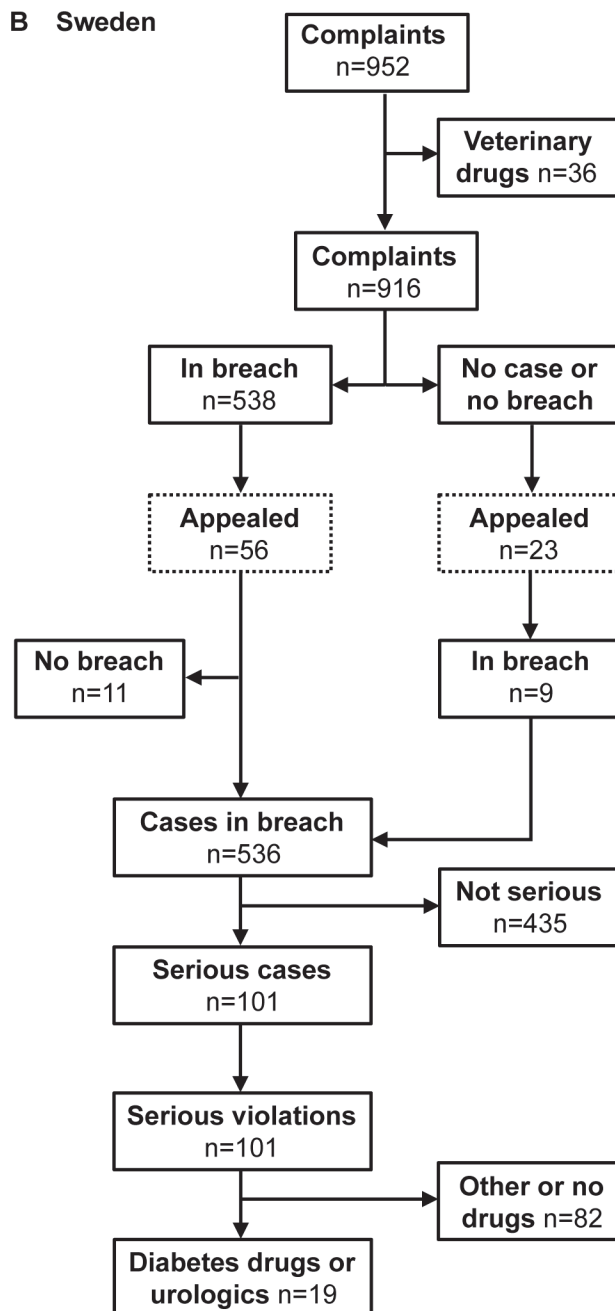 B Sweden
Complaints
n=952
Veterinary
drugs n=36
Complaints
n=916
In breach
n=538
No case or
no breach
Appealed
n=56
Appealed
n=23
No breach
n=11
In breach
n=9
Cases in breach
n=536
Not serious
n=435
Serious cases
n=101
Serious violations
n=101
Other or no
drugs n=82
Diabetes drugs or
urologics n=19